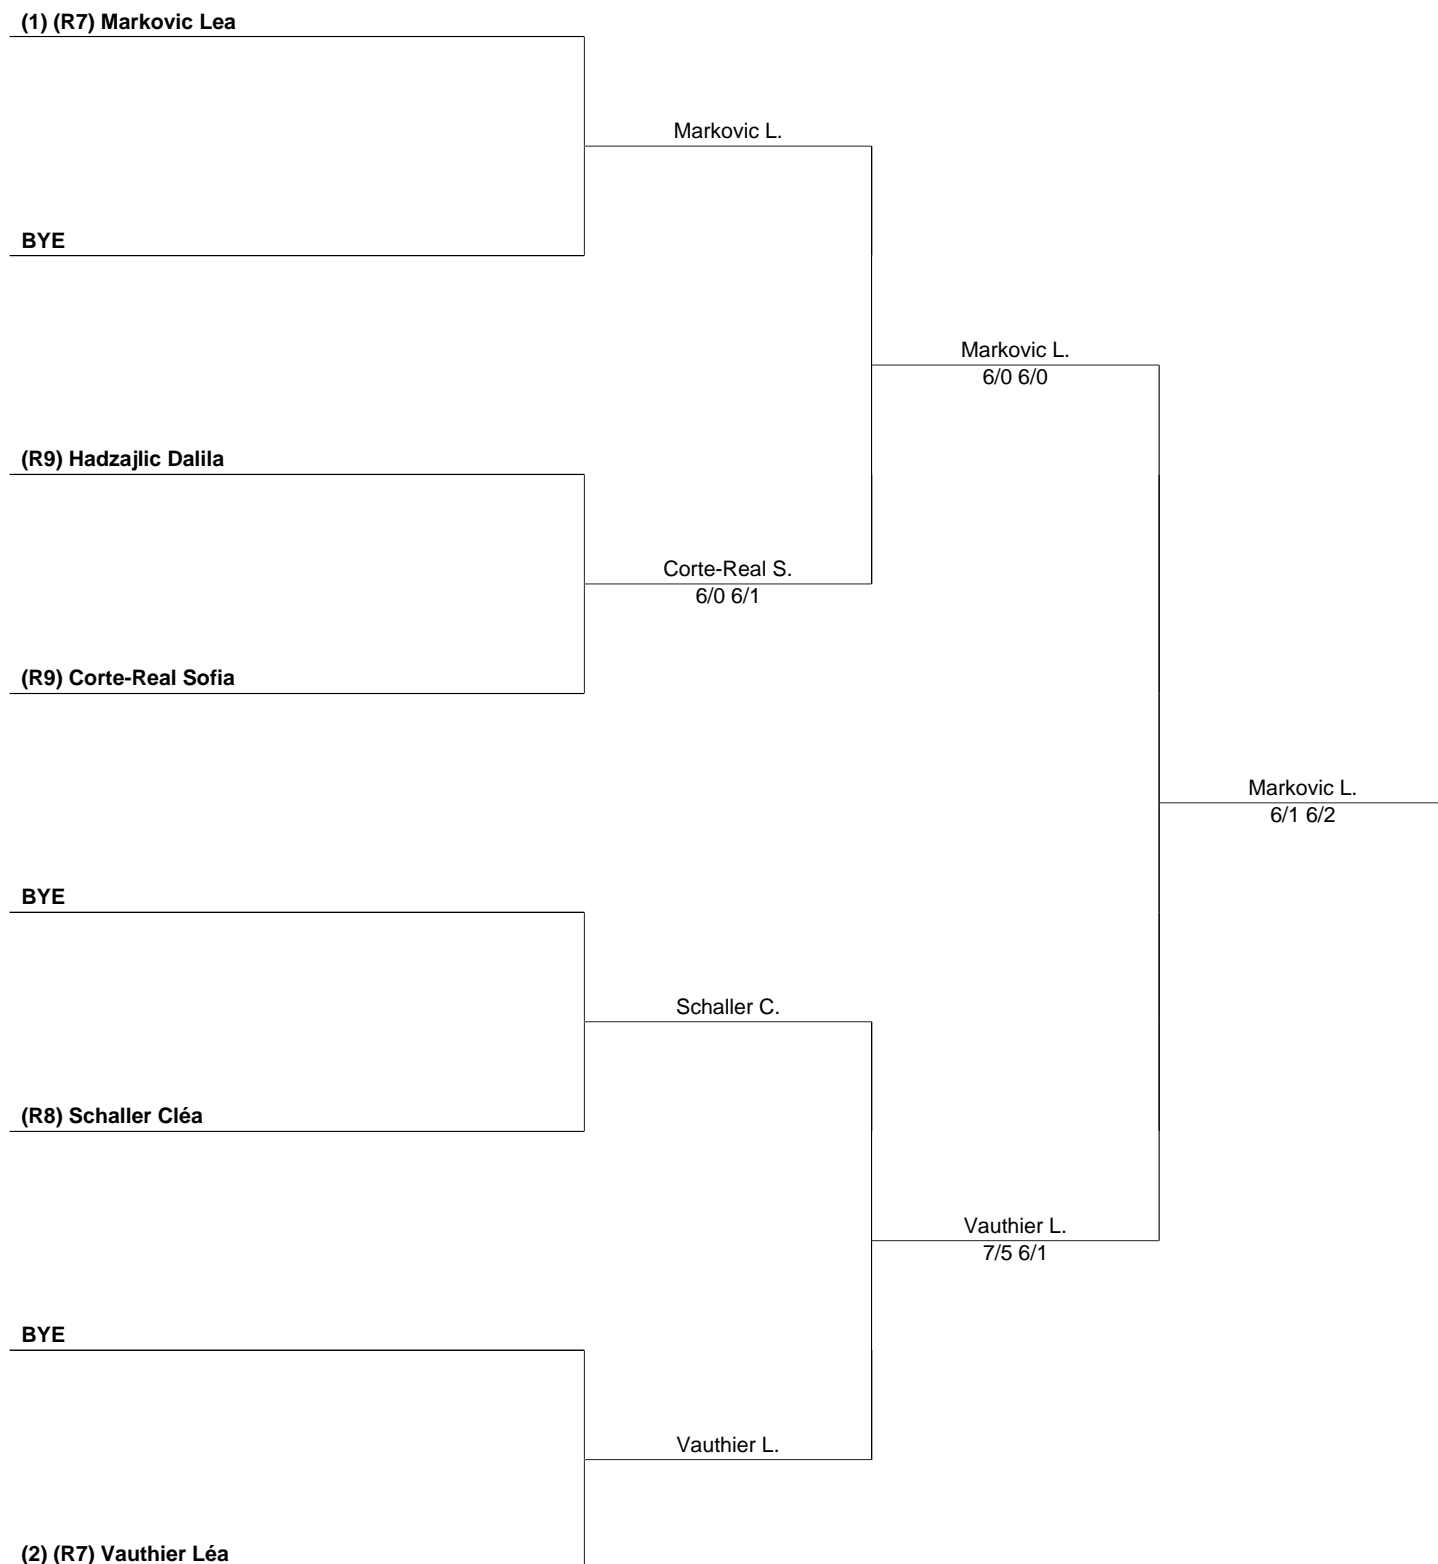 (1) (R7) Markovic Lea
Markovic L.
BYE
Markovic L.
6/0 6/0
(R9) Hadzajlic Dalila
Corte-Real S.
6/0 6/1
(R9) Corte-Real Sofia
Markovic L.
6/1 6/2
BYE
Schaller C.
(R8) Schaller Cléa
Vauthier L.
7/5 6/1
BYE
Vauthier L.
(2) (R7) Vauthier Léa